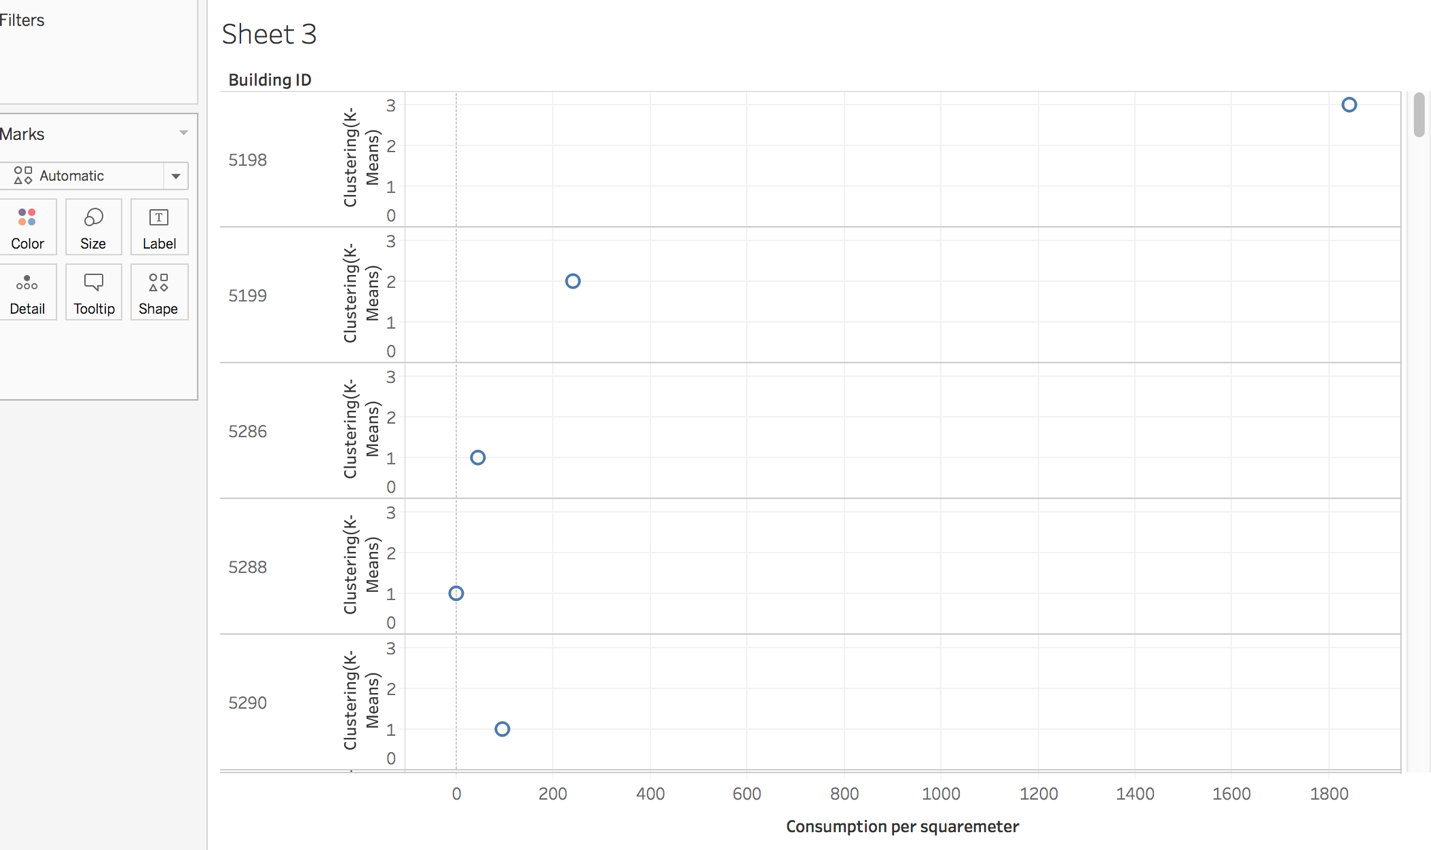 Filters
Marks
Automatic
Color
Size
Label
Detail
Tooltip
Shape
Sheet 3
Building ID
5198
Clustering(K-
Means)
3
2
1
0
5199
Clustering(K-
Means)
3
2
1
0
5286
Clustering(K-
Means)
3
2
1
0
5288
Clustering(K-
Means)
3
2
1
0
5290
Clustering(K-
Means)
3
2
1
0
0 200 400 600 800 1000 1200 1400 1600 1800
Consumption per squaremeter